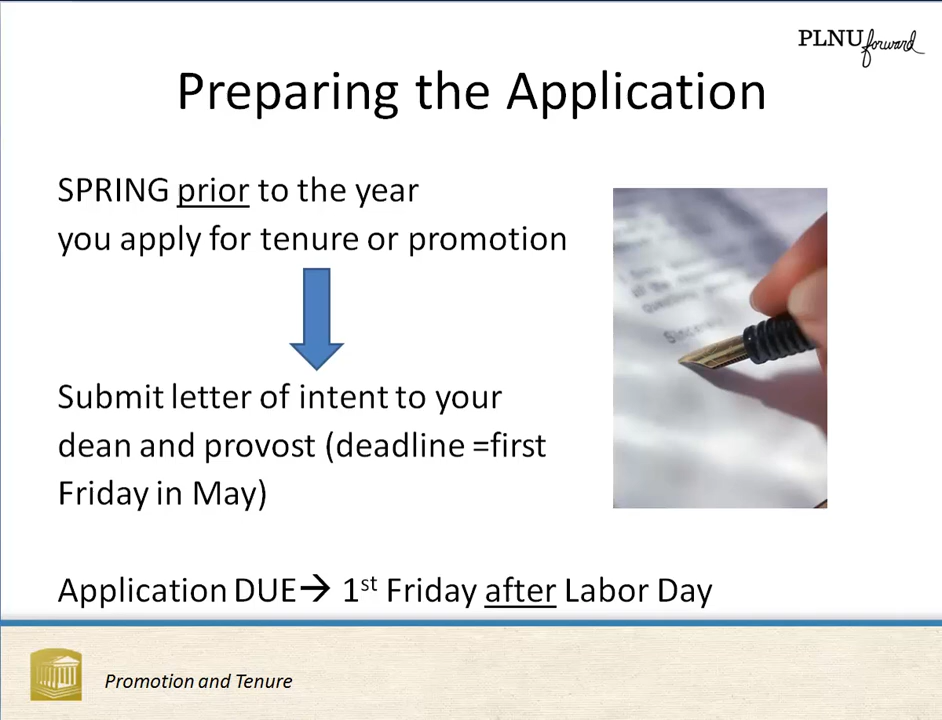 PLNU forward
Preparing the Application
SPRING prior to the year
you apply for tenure or promotion
Submit letter of intent to your
dean and provost (deadline =first
Friday in May)
Sincerely
Application DUE→ 1st Friday after Labor Day
Promotion and Tenure